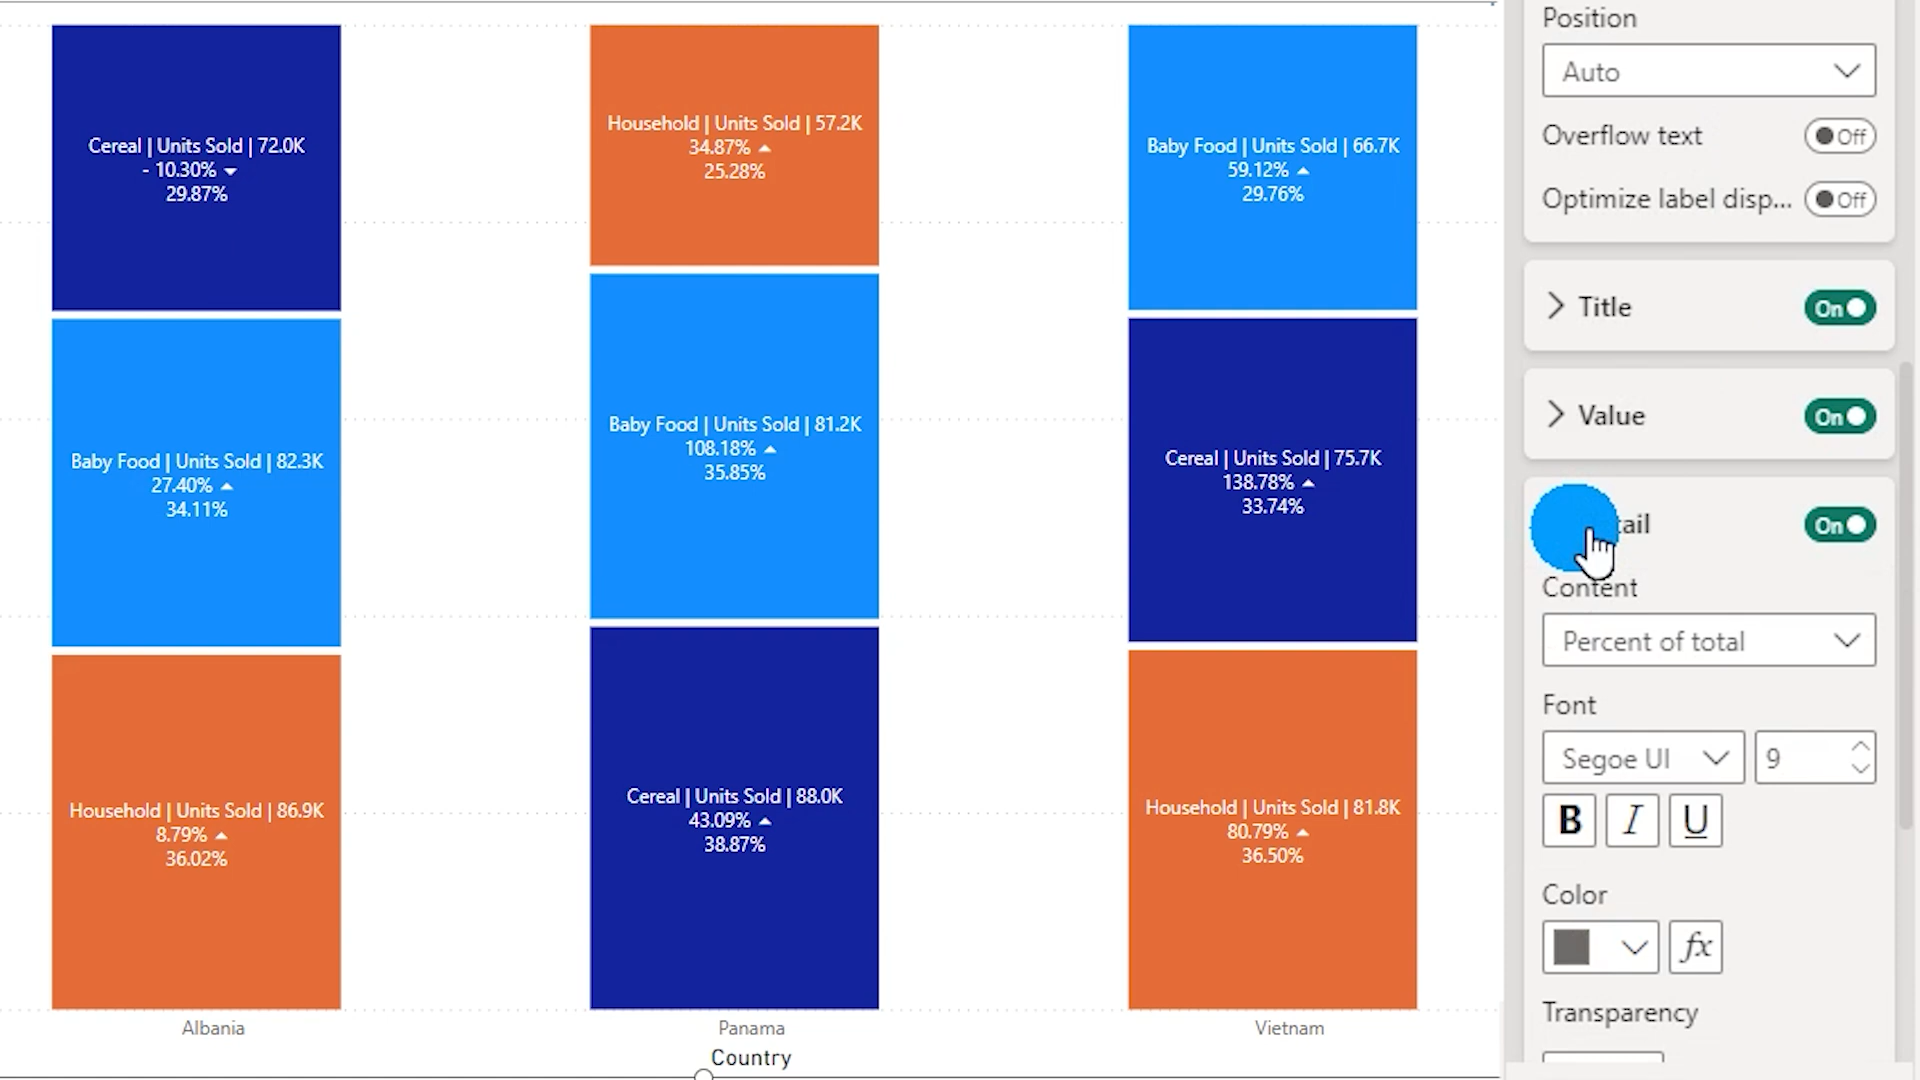 Cereal | Units Sold | 72.0K
- 10.30%
29.87%
Baby Food | Units Sold | 82.3K
27.40%
34.11%
Household | Units Sold | 86.9K
8.79%
36.02%
Albania
Household | Units Sold | 57.2K
34.87%
25.28%
Baby Food | Units Sold | 81.2K
108.18%
35.85%
Cereal | Units Sold | 88.0K
43.09%
38.87%
Panama
Baby Food | Units Sold | 66.7K
59.12%
29.76%
Cereal | Units Sold | 75.7K
138.78%
33.74%
Household | Units Sold | 81.8K
80.79%
36.50%
Vietnam
Country
Position
Auto
Overflow text Off
Optimize label disp... Off
Title On
Value On
tail On
Content
Percent of total
Font
Segoe UI 9
B I U
Color
fx
Transparency